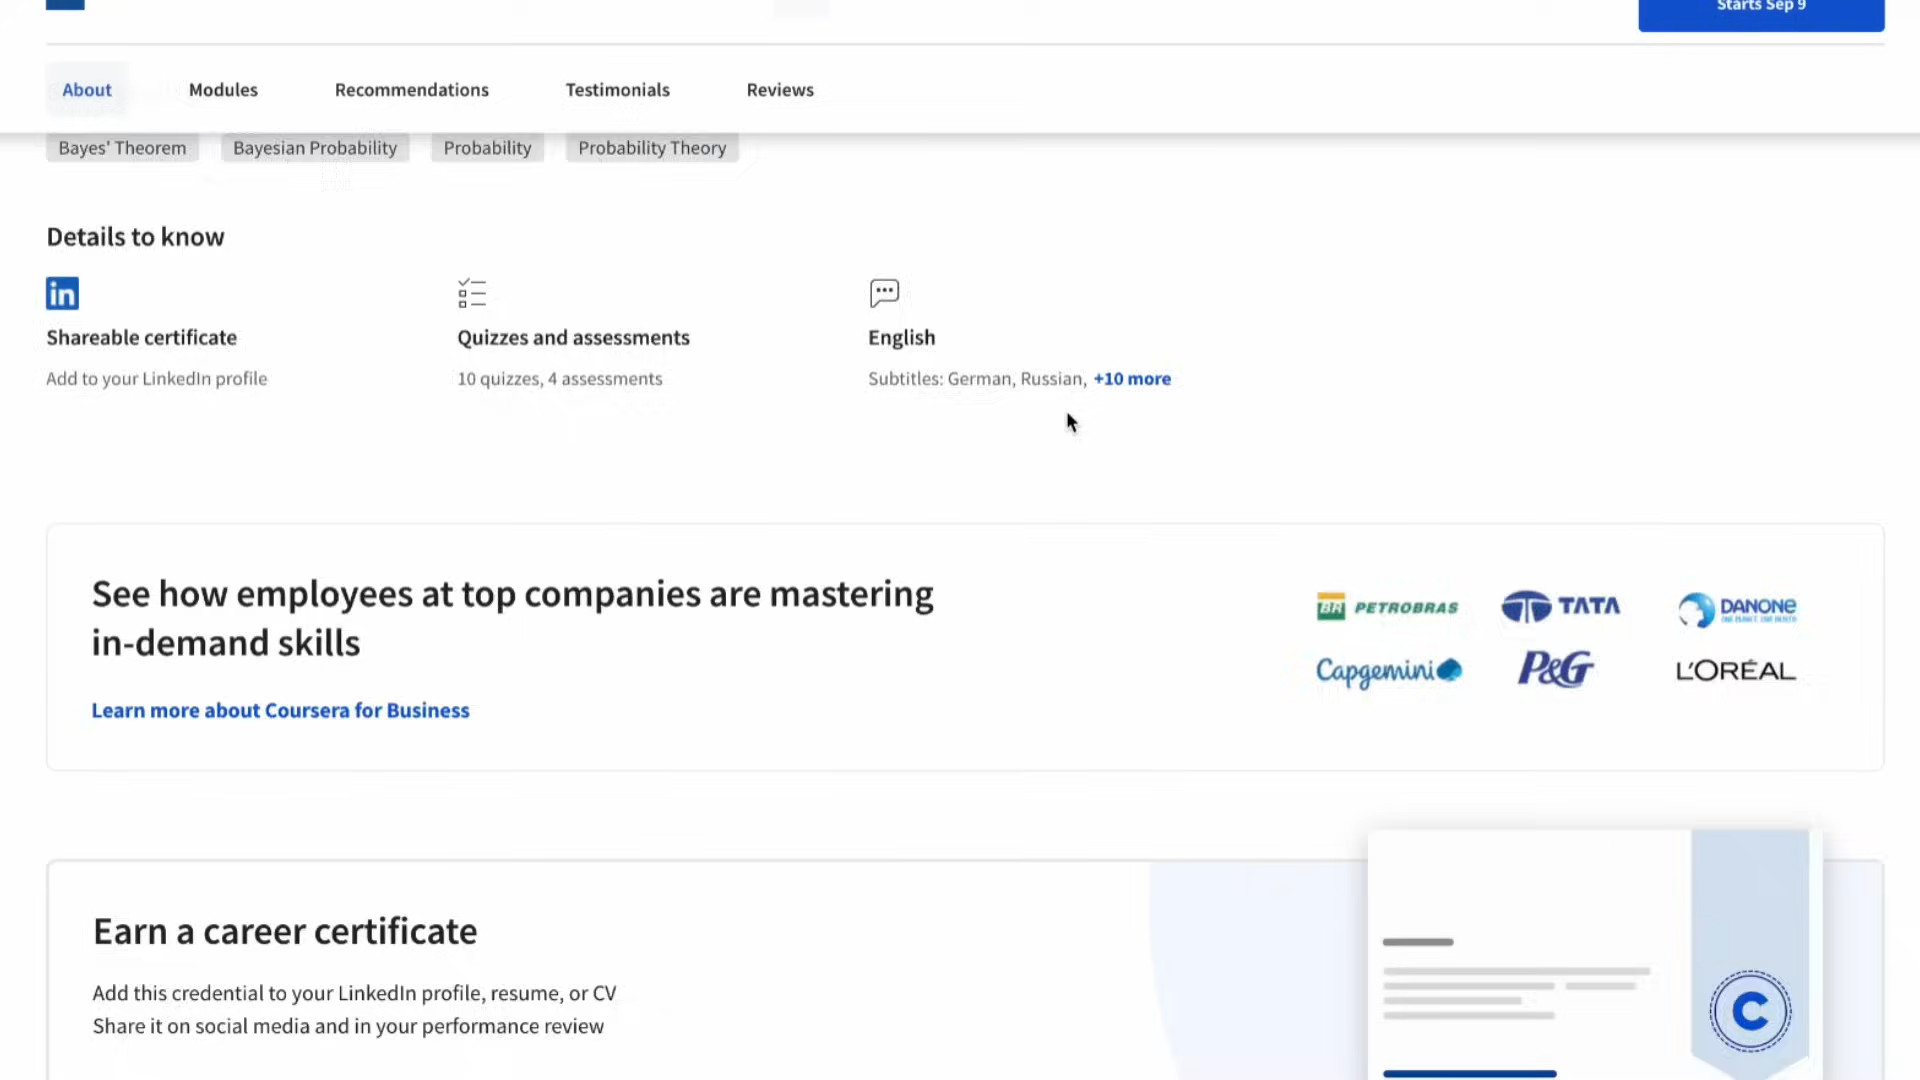 Starts Sep 9
About
Modules
Recommendations
Testimonials
Reviews
Bayes' Theorem
Bayesian Probability
Probability
Probability Theory
Details to know
in
Shareable certificate
Add to your LinkedIn profile
Quizzes and assessments
10 quizzes, 4 assessments
English
Subtitles: German, Russian, +10 more
See how employees at top companies are mastering
in-demand skills
Learn more about Coursera for Business
BR PETROBRAS
TATA
DANONE
Capgemini
P&G
L'ORÉAL
Earn a career certificate
Add this credential to your LinkedIn profile, resume, or CV
Share it on social media and in your performance review
C